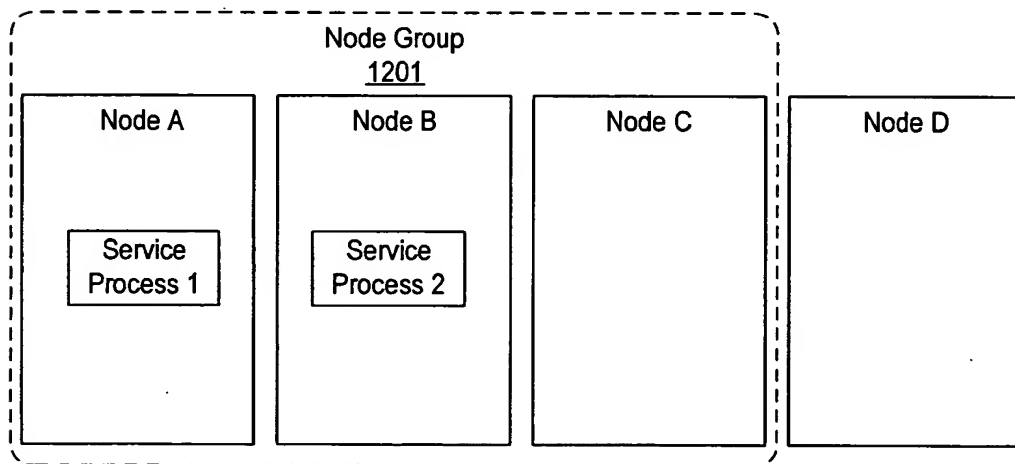 Node Group
1201
Node A
Node B
Node C
Node D
Service
Process 1
Service
Process 2